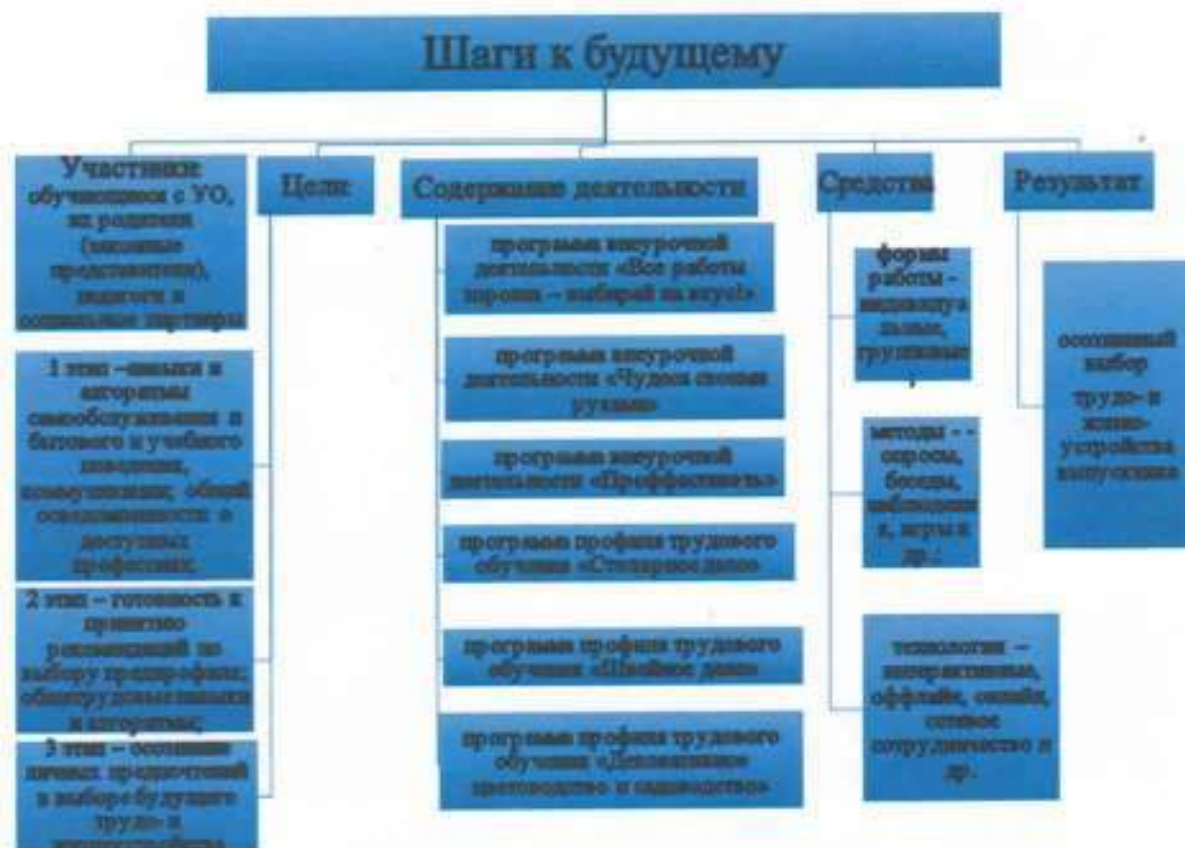 Шаги к будущему
Участники:
обучающиеся с УО,
их родители
(законные
представители),
педагоги и
социальные партнеры
Цели
Содержание деятельности
Средства
Результат
1 этап –навыки и
алгоритмы
самообслуживания и
бытового и учебного
поведения,
коммуникации; общей
осведомленности о
доступных
профессиях;
2 этап – готовность к
принятию
рекомендаций по
выбору предпрофиля;
общетрудовые навыки
и алгоритмы;
3 этап – осознание
личных предпочтений
в выборе будущего
трудо- и
программа внеурочной
деятельности «Все работы
хороши – выбирай на вкус!»
программа внеурочной
деятельности «Чудеса своими
руками»
программа внеурочной
деятельности
программа профиля трудового
обучения «Столярное дело»
программа профиля трудового
обучения «Швейное дело»
программа профиля трудового
обучения «Декоративное
цветоводство и садоводство»
формы
работы -
индивидуа
льные,
групповые
,
методы - -
опросы,
беседы,
наблюдени
я, игры и
др.;
технологии –
интерактивные,
оффлайн, онлайн,
сетевое
сотрудничество и
др.
осознанный
выбор
трудо- и
жизне-
устройства
выпускника